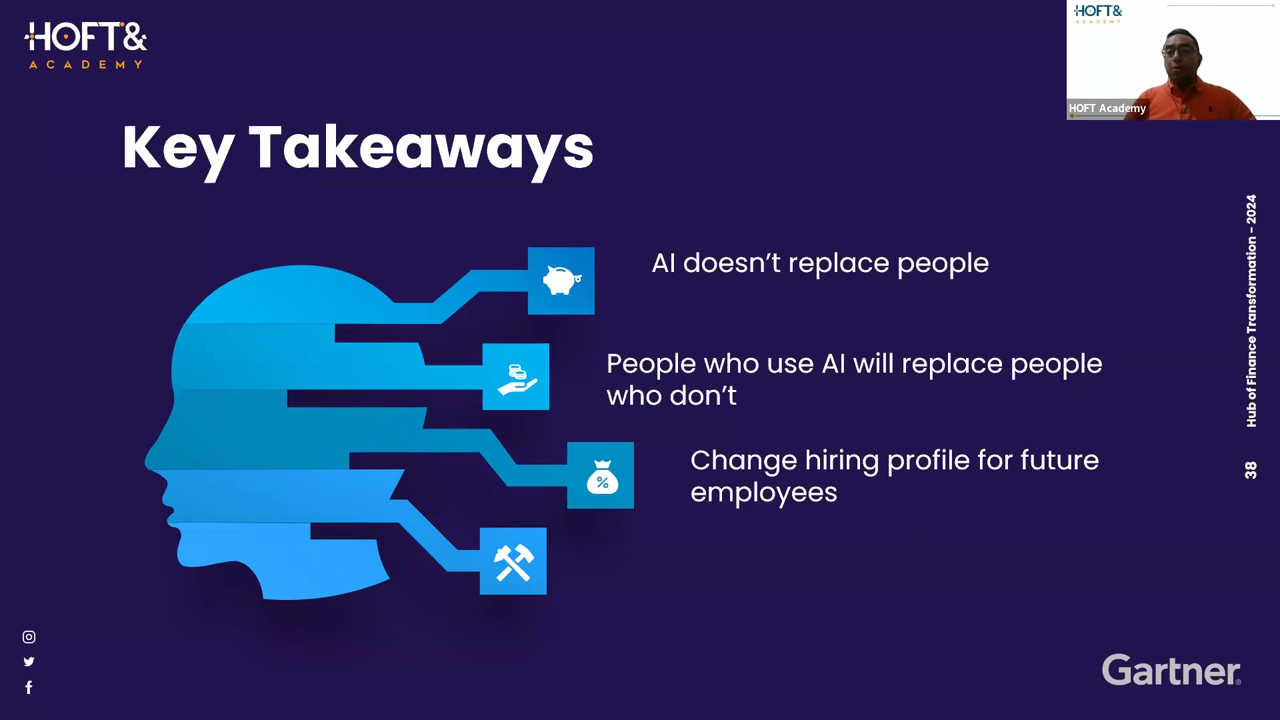 HOFT&
ACADEMY
HOFT&
ACADEMY
HOFT Academy
Key Takeaways
AI doesn’t replace people
People who use AI will replace people
who don’t
Change hiring profile for future
employees
%
Hub of Finance Transformation – 2024
38
Gartner